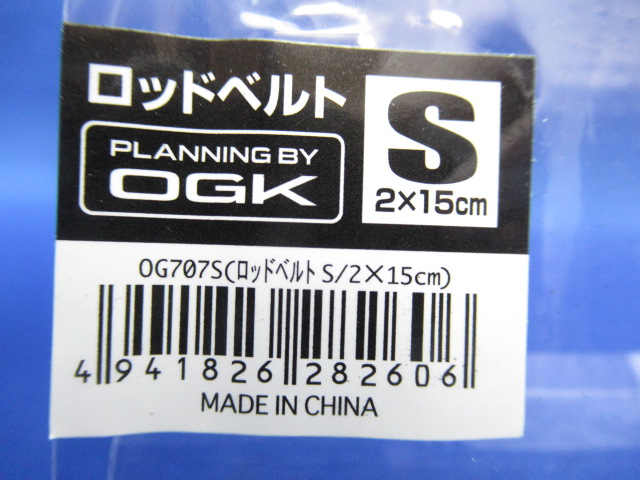 ロッドベルト
PLANNING BY
OGK
S
2×15cm
OG707S(ﾛｯﾄﾞﾍﾞﾙﾄ S/2×15cm)
4 941826 282606
MADE IN CHINA